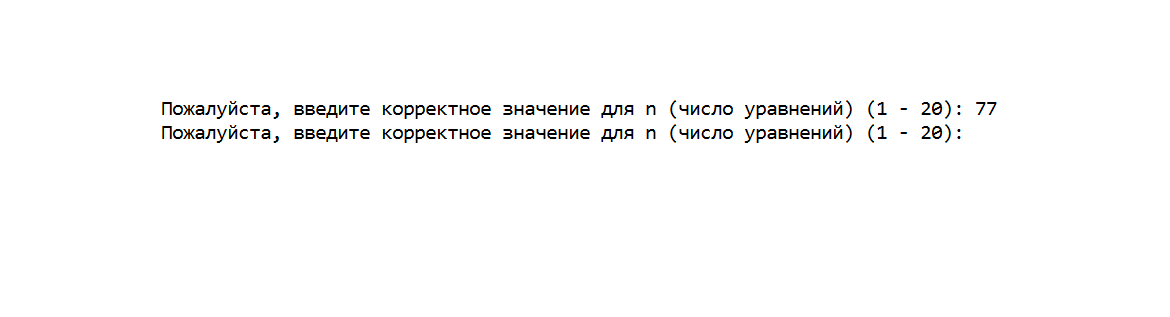 Пожалуйста, введите корректное значение для n (число уравнений) (1 - 20): 77
Пожалуйста, введите корректное значение для n (число уравнений) (1 - 20):